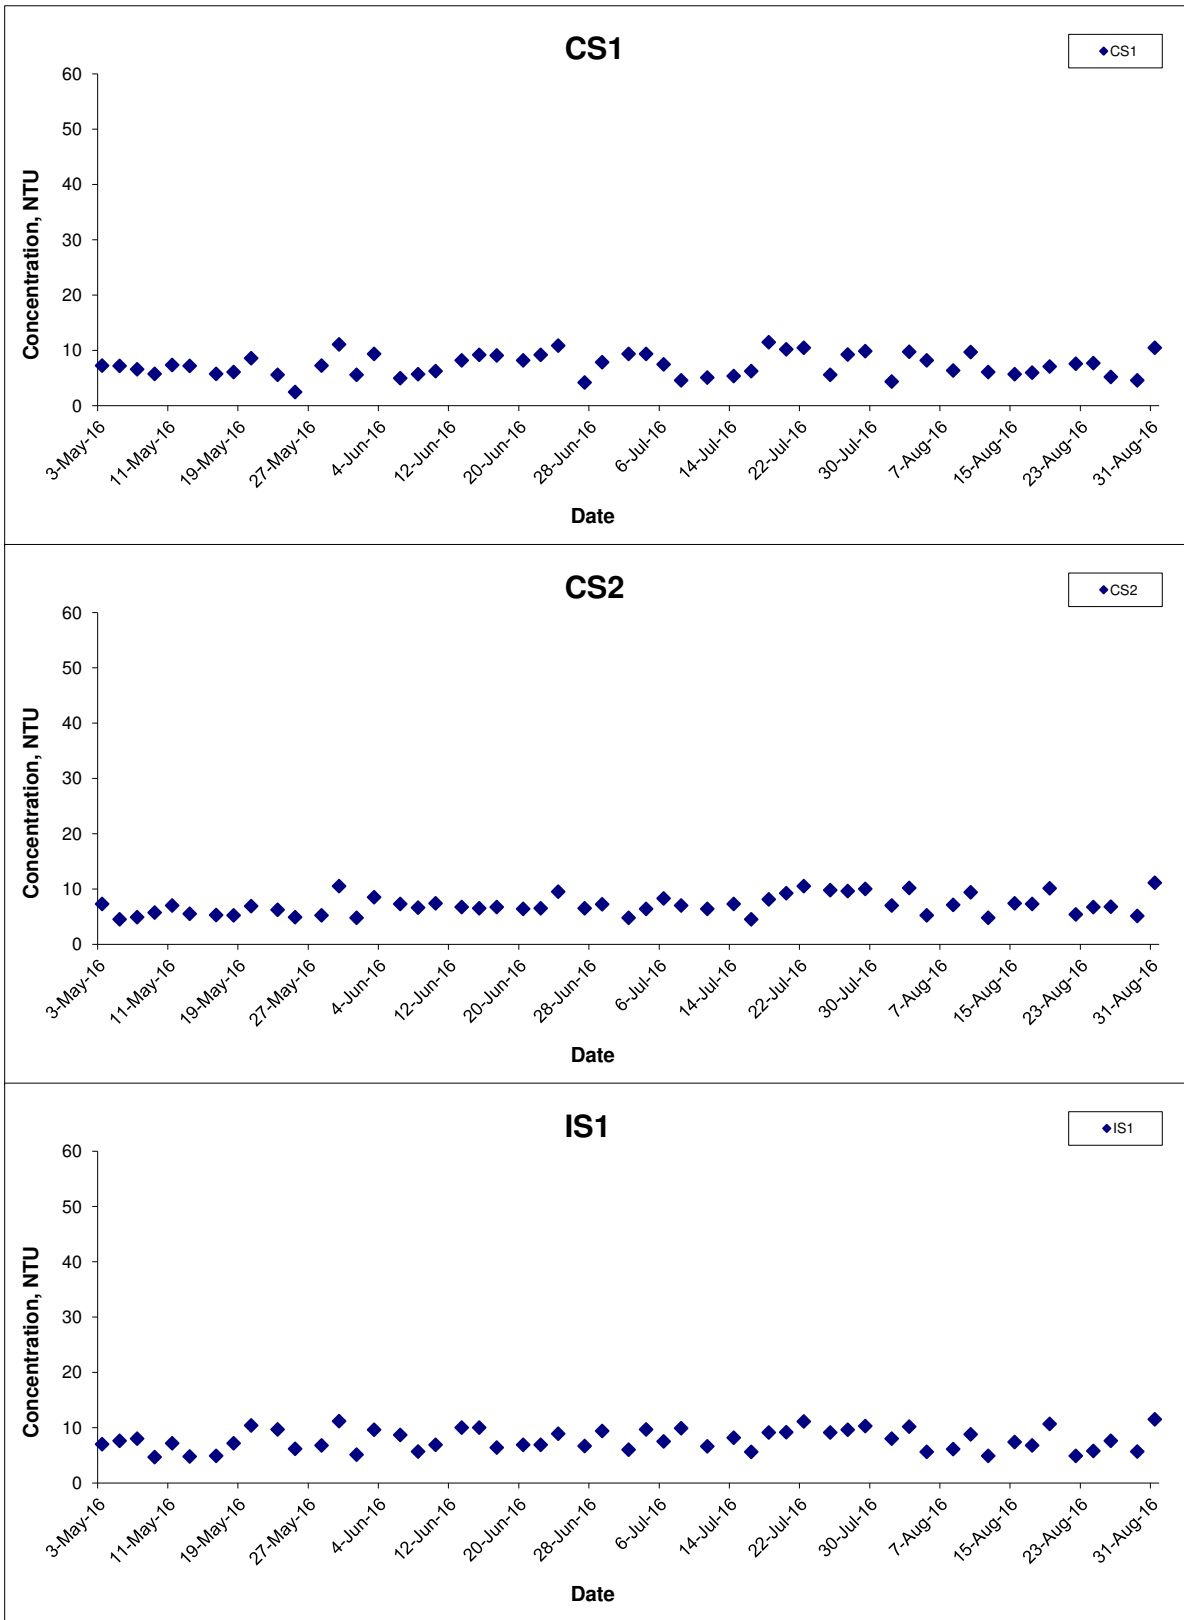 CS1
CS1
60
50
40
30
20
10
0
Concentration, NTU
3-May-16
11-May-16
19-May-16
27-May-16
4-Jun-16
12-Jun-16
20-Jun-16
28-Jun-16
6-Jul-16
14-Jul-16
22-Jul-16
30-Jul-16
7-Aug-16
15-Aug-16
23-Aug-16
31-Aug-16
Date
CS2
CS2
60
50
40
30
20
10
0
Concentration, NTU
3-May-16
11-May-16
19-May-16
27-May-16
4-Jun-16
12-Jun-16
20-Jun-16
28-Jun-16
6-Jul-16
14-Jul-16
22-Jul-16
30-Jul-16
7-Aug-16
15-Aug-16
23-Aug-16
31-Aug-16
Date
IS1
IS1
60
50
40
30
20
10
0
Concentration, NTU
3-May-16
11-May-16
19-May-16
27-May-16
4-Jun-16
12-Jun-16
20-Jun-16
28-Jun-16
6-Jul-16
14-Jul-16
22-Jul-16
30-Jul-16
7-Aug-16
15-Aug-16
23-Aug-16
31-Aug-16
Date